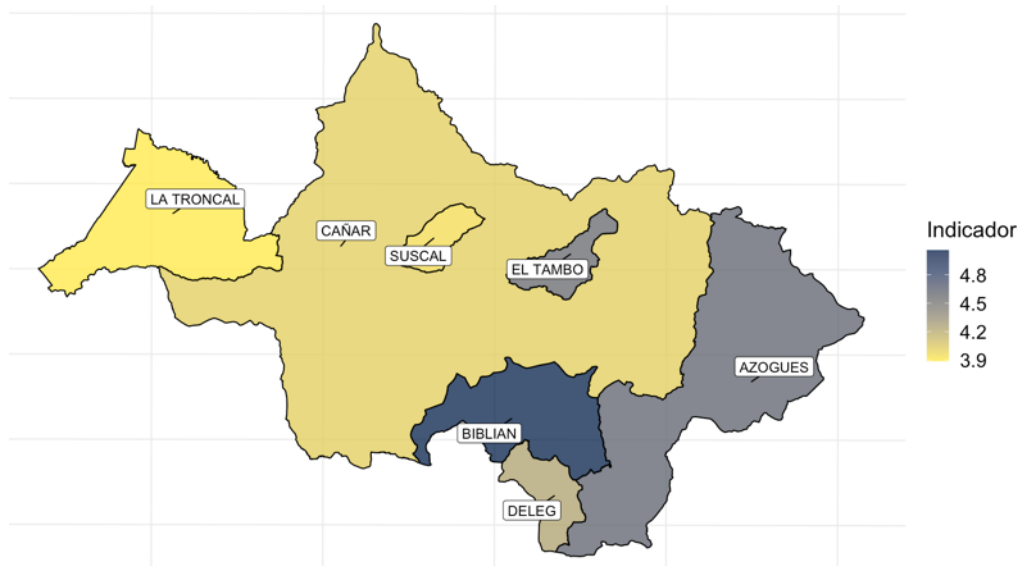 LA TRONCAL
CAÑAR
SUSCAL
EL TAMBO
AZOGUES
BIBLIAN
DELEG
Indicador
4.8
4.5
4.2
3.9